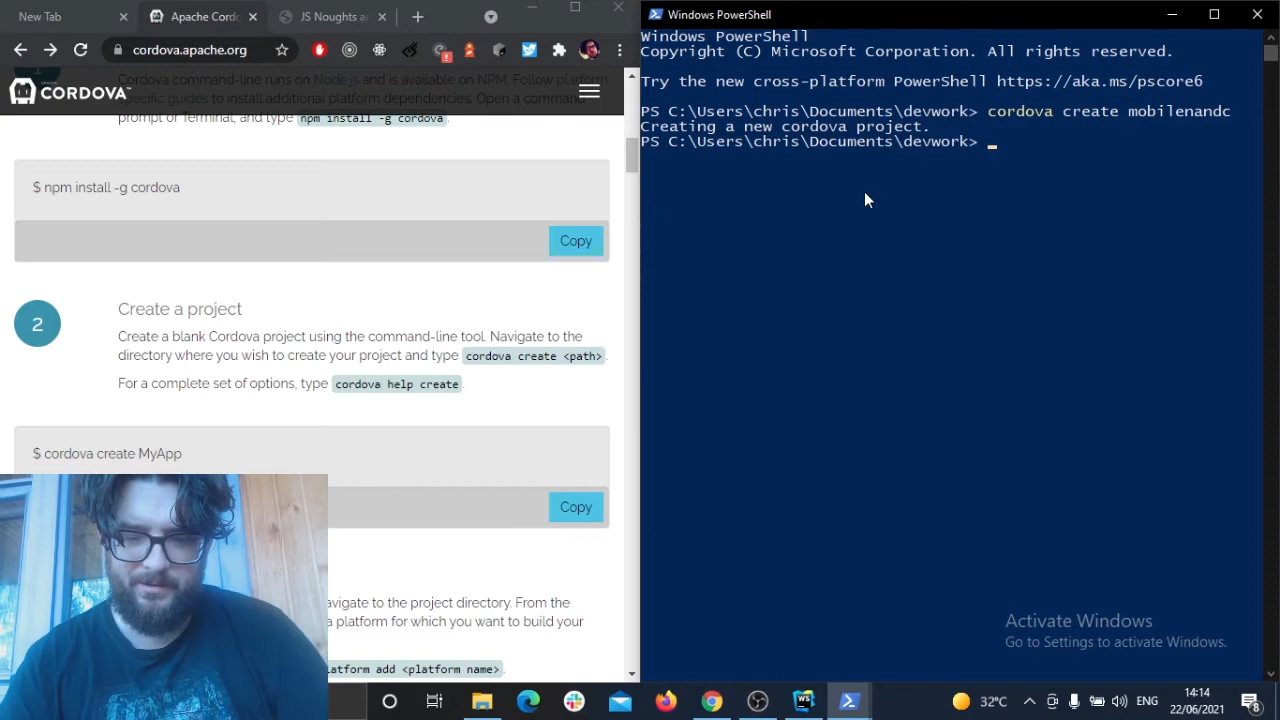 New Tab
Apache Cord
JS Noughts ar
cordova.apache.org
Cordova command-line runs on Node.js and is available on NPM. Follow platform
CORDOVA
specific guides to install additional platform dependencies. Open a command
prompt or Terminal, and type npm install -g cordova.
$ npm install -g cordova
Copy
2
Create a project
Create a blank Cordova project using the command-line tool. Navigate to the
directory where you wish to create your project and type cordova create <path>.
For a complete set of options, type cordova help create.
$ cordova create MyApp
Copy
avigate to the project directory. From the
a platform for which you want to build your
atform add <platform name>.
Windows PowerShell
Windows PowerShell
Copyright (C) Microsoft Corporation. All rights reserved.
Try the new cross-platform PowerShell https://aka.ms/pscore6
PS C:\Users\chris\Documents\devwork> cordova create mobilenandc
Creating a new cordova project.
PS C:\Users\chris\Documents\devwork>
Activate Windows
Go to Settings to activate Windows.
32°C
ENG
14:14
22/06/2021
8